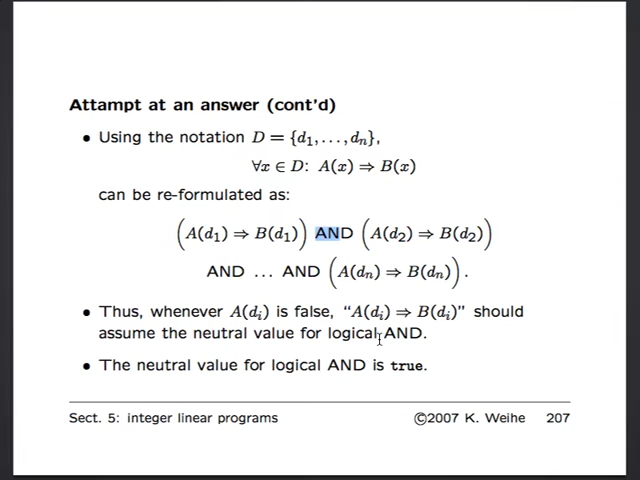 Attampt at an answer (cont'd)
• Using the notation D = {d₁, . . . , dₙ},
∀x ∈ D: A(x) ⇒ B(x)
can be re-formulated as:
(A(d₁) ⇒ B(d₁)) AND (A(d₂) ⇒ B(d₂))
AND ... AND (A(dₙ) ⇒ B(dₙ)).
• Thus, whenever A(dᵢ) is false, "A(dᵢ) ⇒ B(dᵢ)" should
assume the neutral value for logical AND.
• The neutral value for logical AND is true.
Sect. 5: integer linear programs ©2007 K. Weihe 207